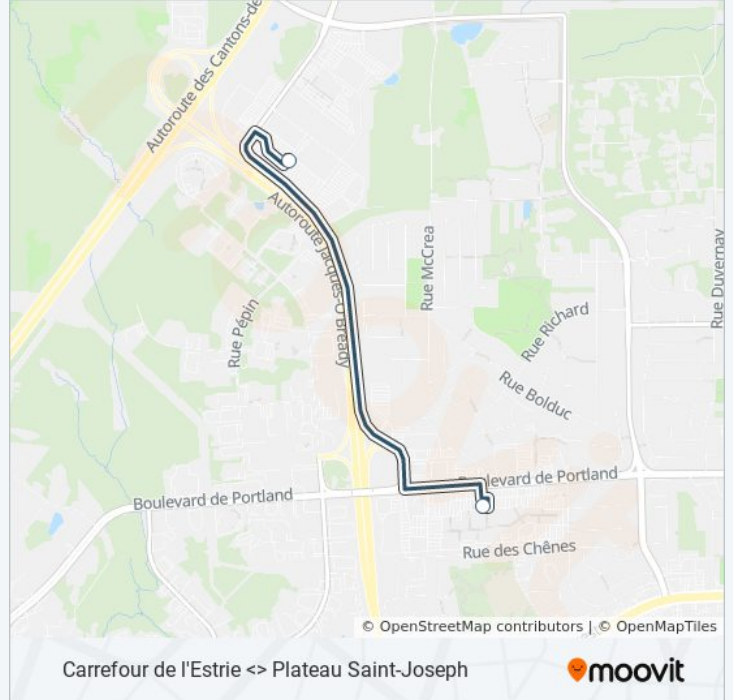 Autoroute des Cantons-de
Autoroute Jacques-O'Bready
Rue McCrea
Rue Duvernay
Rue Pépin
Rue Richard
Rue Bolduc
Boulevard de Portland
levard de Portland
Rue des Chênes
© OpenStreetMap contributors | © OpenMapTiles
Carrefour de l'Estrie <> Plateau Saint-Joseph
moovit